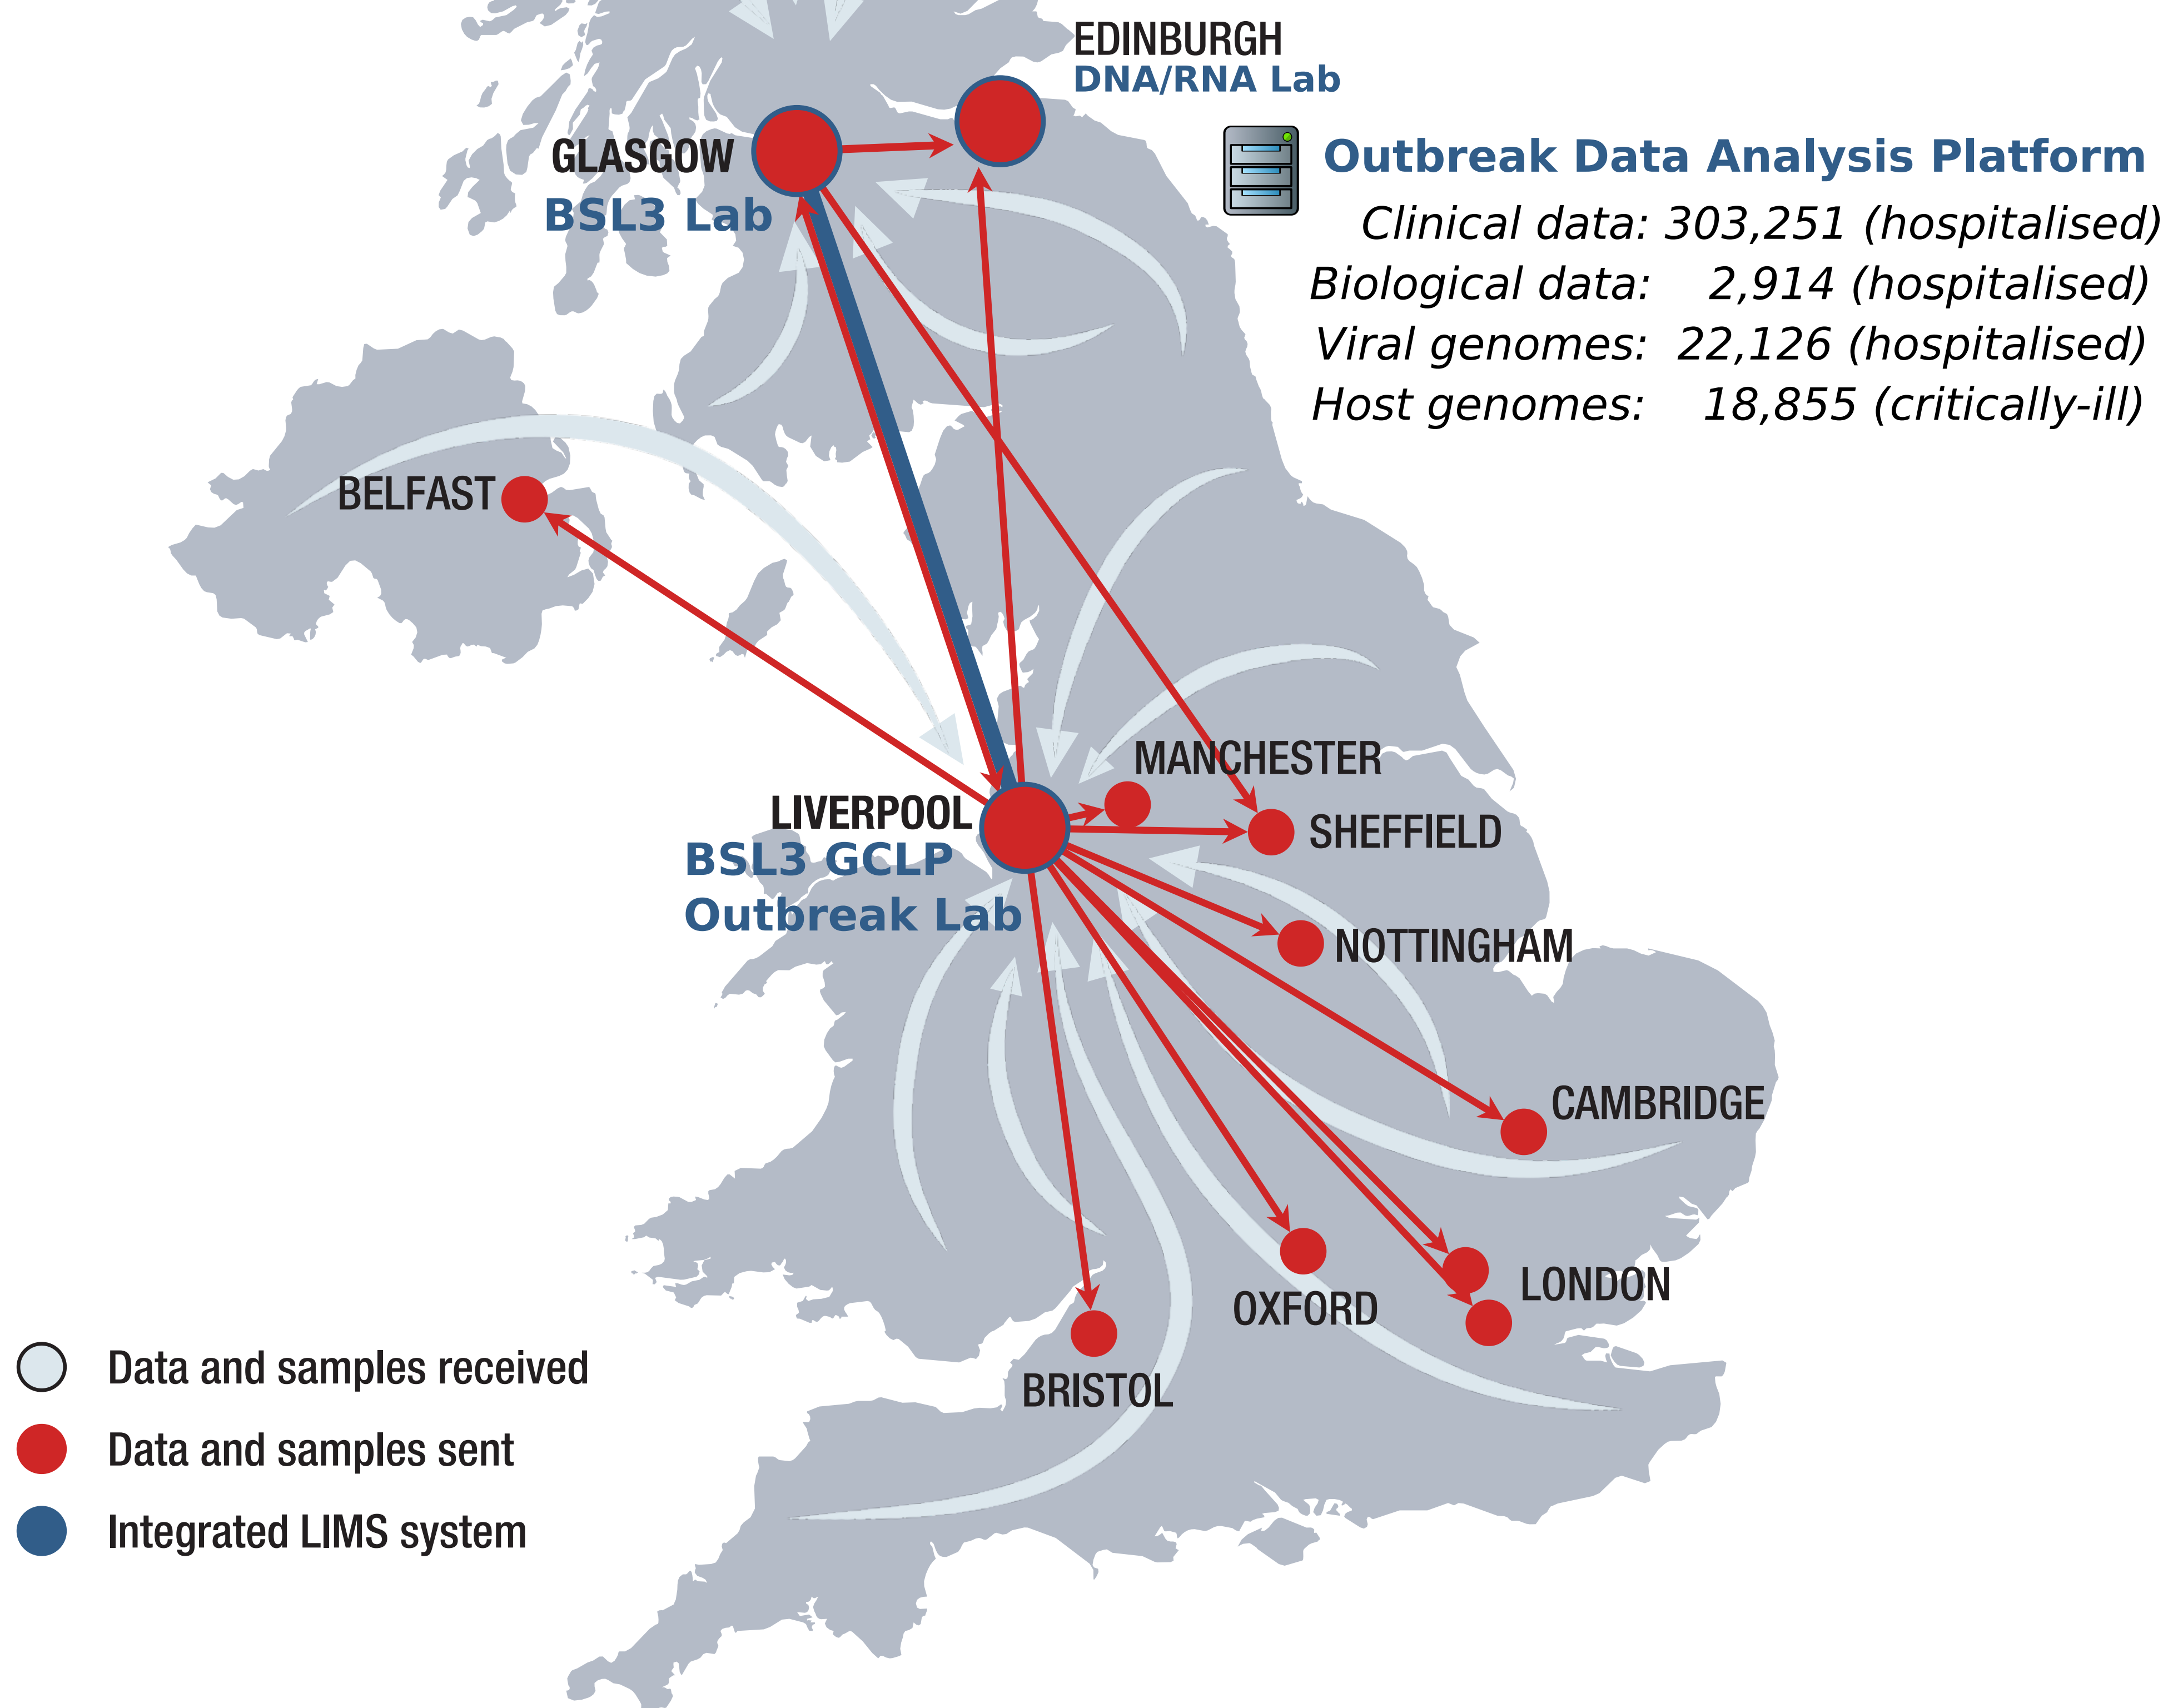 EDINBURGH
DNA/RNA Lab
GLASGOW
BSL3 Lab
Outbreak Data Analysis Platform
Clinical data: 303,251 (hospitalised)
Biological data: 2,914 (hospitalised)
Viral genomes: 22,126 (hospitalised)
Host genomes: 18,855 (critically-ill)
BELFAST
MANCHESTER
LIVERPOOL
BSL3 GCLP
Outbreak Lab
SHEFFIELD
NOTTINGHAM
CAMBRIDGE
LONDON
OXFORD
BRISTOL
Data and samples received
Data and samples sent
Integrated LIMS system